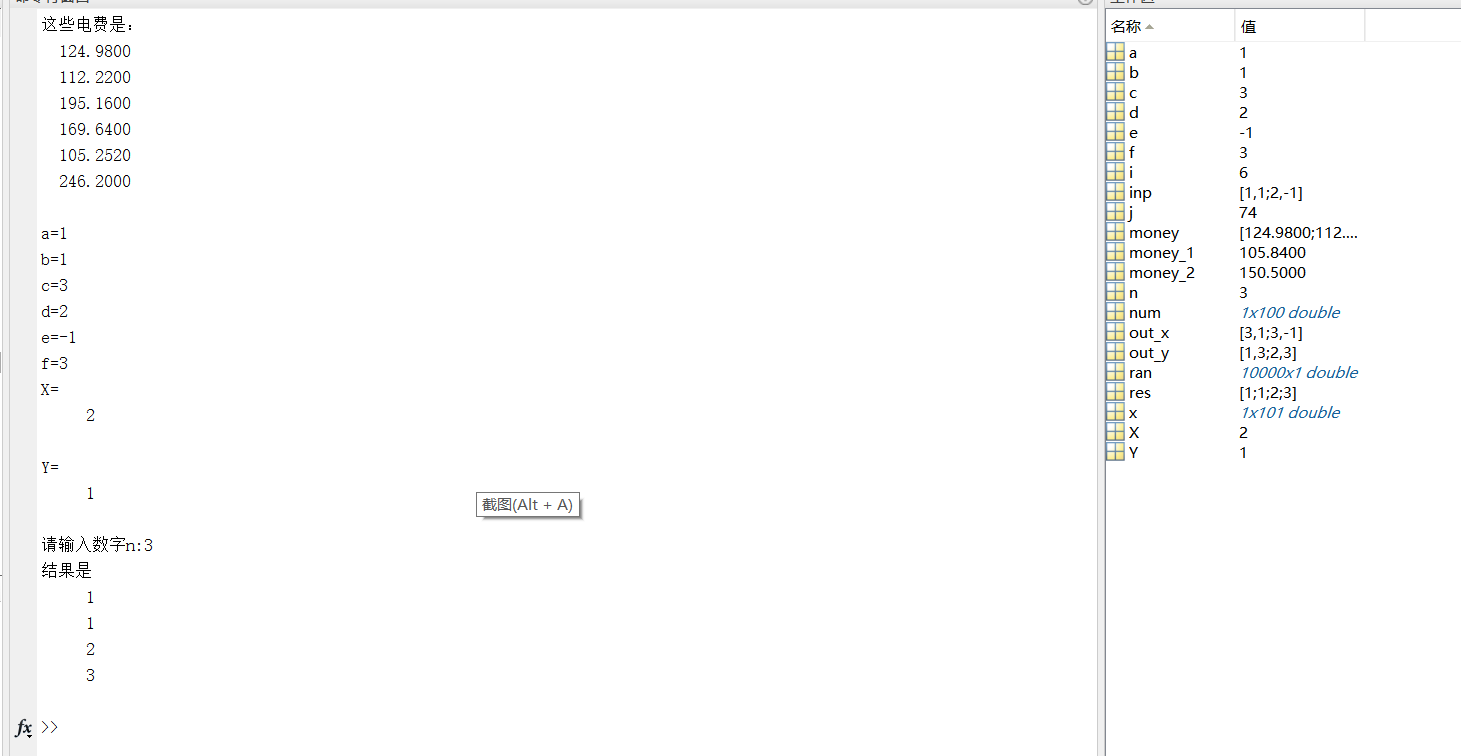 这些电费是:
124.9800
112.2200
195.1600
169.6400
105.2520
246.2000
a=1
b=1
c=3
d=2
e=-1
f=3
X=
2
Y=
1
截图(Alt + A)
请输入数字n:3
结果是
1
1
2
3
fx >>
名称 值
a 1
b 1
c 3
d 2
e -1
f 3
i 6
inp [1,1;2,-1]
j 74
money [124.9800;112....
money_1 105.8400
money_2 150.5000
n 3
num 1x100 double
out_x [3,1;3,-1]
out_y [1,3;2,3]
ran 10000x1 double
res [1;1;2;3]
x 1x101 double
X 2
Y 1